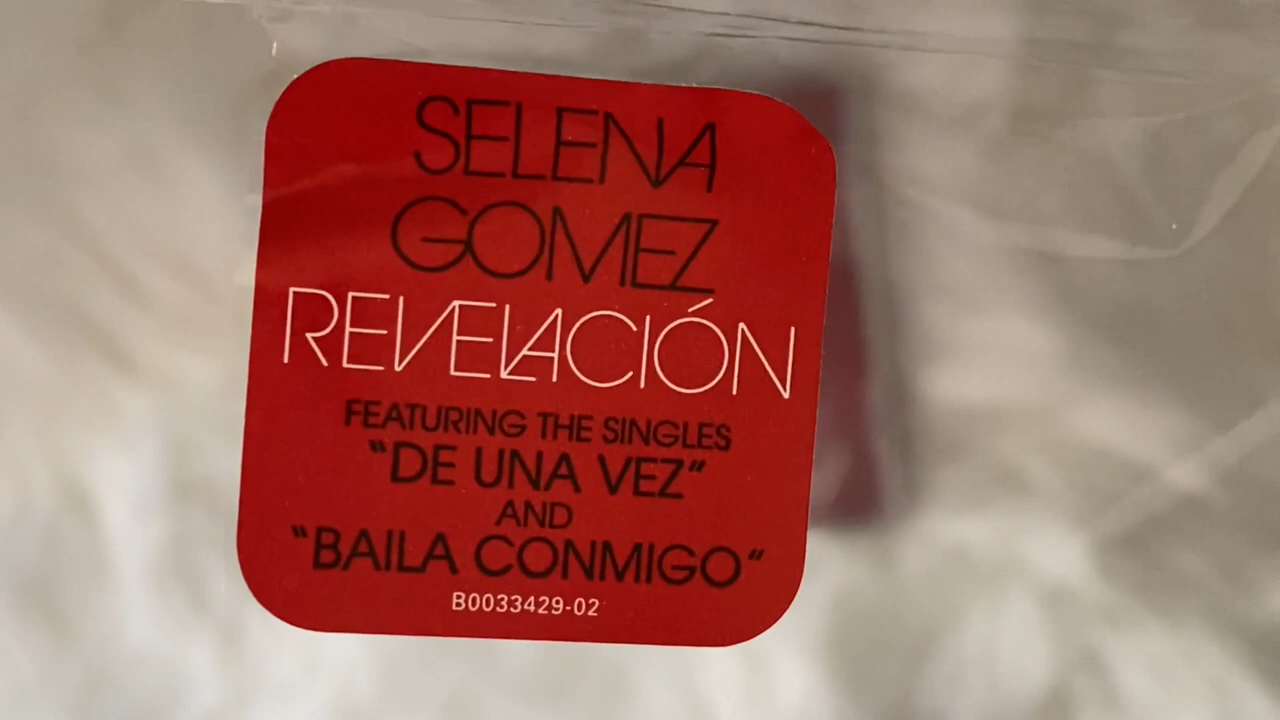 SELENA
GOMEZ
REVELACIÓN
FEATURING THE SINGLES
"DE UNA VEZ"
AND
"BAILA CONMIGO"
B0033429-02